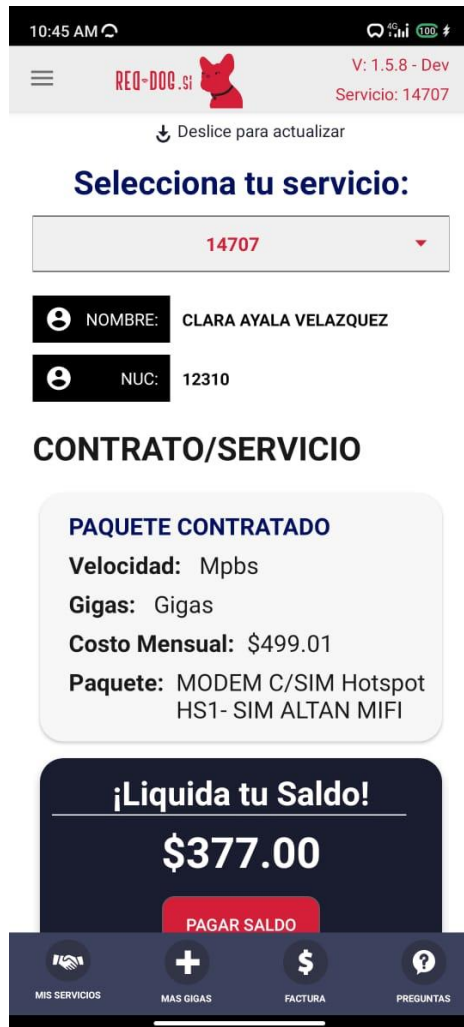 10:45 AM
4G
100
RED-DOG.si
V: 1.5.8 - Dev
Servicio: 14707
Deslice para actualizar
Selecciona tu servicio:
14707
NOMBRE: CLARA AYALA VELAZQUEZ
NUC: 12310
CONTRATO/SERVICIO
PAQUETE CONTRATADO
Velocidad: Mpbs
Gigas: Gigas
Costo Mensual: $499.01
Paquete: MODEM C/SIM Hotspot
HS1- SIM ALTAN MIFI
¡Liquida tu Saldo!
$377.00
PAGAR SALDO
MIS SERVICIOS
MAS GIGAS
FACTURA
PREGUNTAS